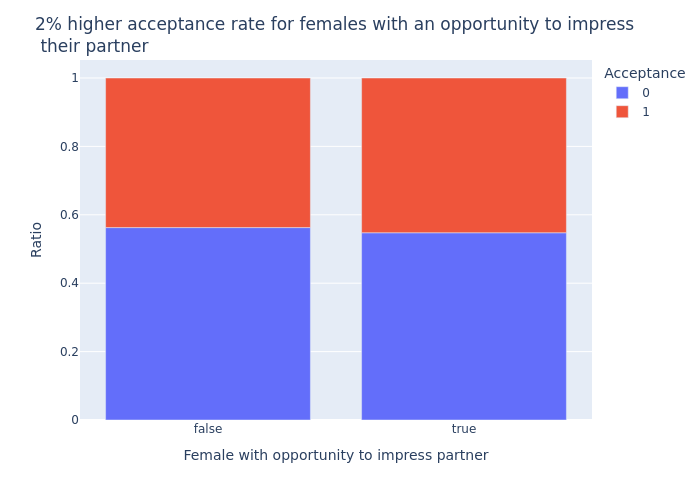 2% higher acceptance rate for females with an opportunity to impress
their partner
Acceptance
0
1
1
0.8
0.6
0.4
0.2
0
Ratio
false
true
Female with opportunity to impress partner